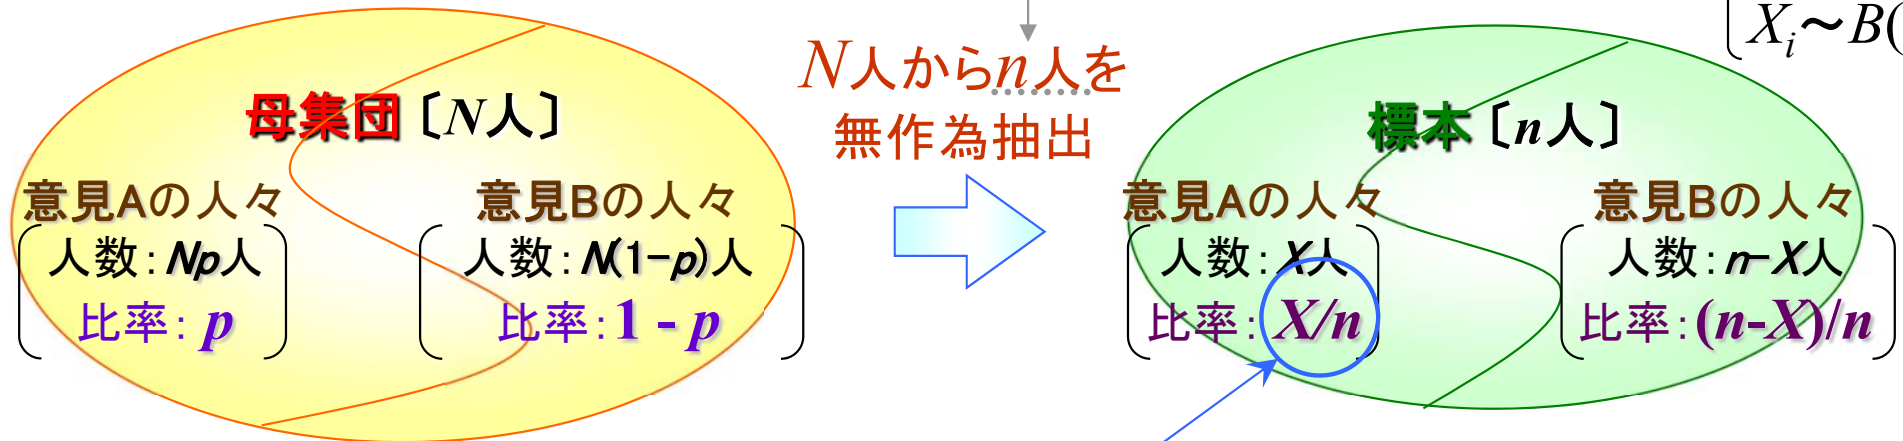 X_i～B(
N人からn人を
無作為抽出
母集団〔N人〕
意見Aの人々
人数：Np人
比率：p
意見Bの人々
人数：N(1-p)人
比率：1 - p
標本〔n人〕
意見Aの人々
人数：X人
比率：X/n
意見Bの人々
人数：n-X人
比率：(n-X)/n